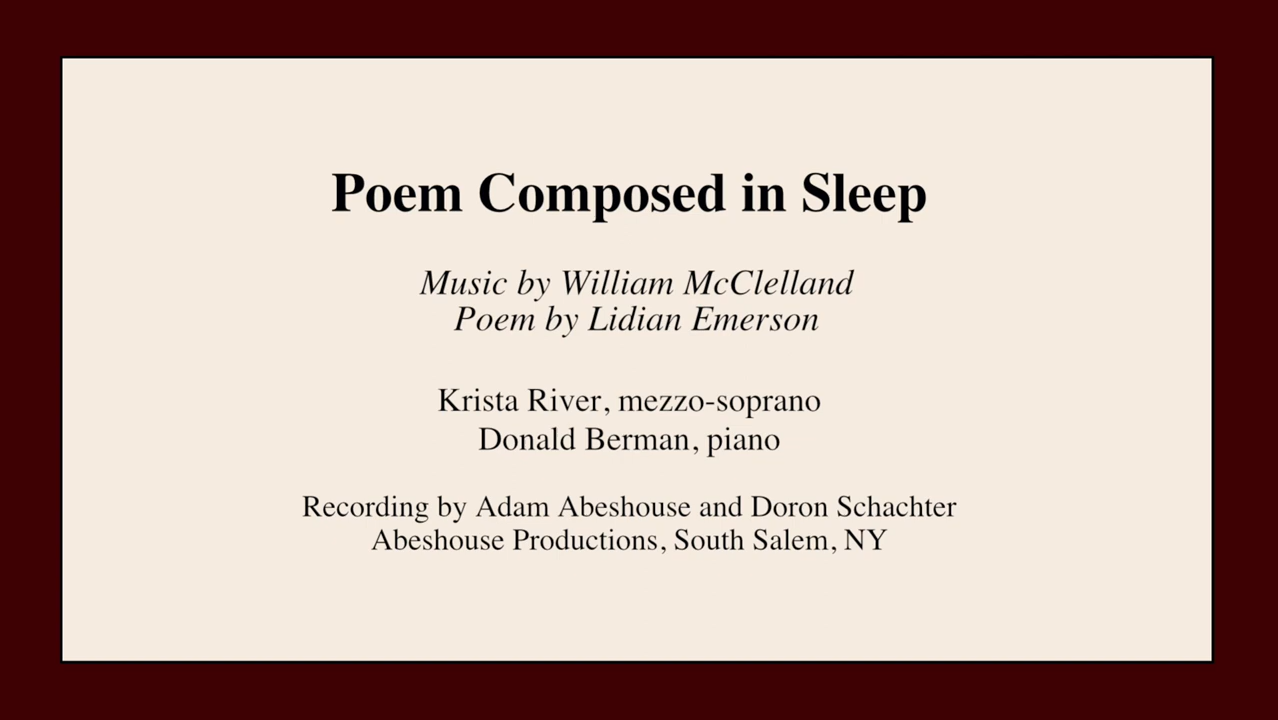 Poem Composed in Sleep
Music by William McClelland
Poem by Lidian Emerson
Krista River, mezzo-soprano
Donald Berman, piano
Recording by Adam Abeshouse and Doron Schachter
Abeshouse Productions, South Salem, NY